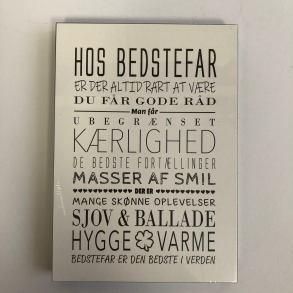 HOS BEDSTEFAR
ER DER ALTID RART AT VÆRE
DU FÅR GODE RÅD
Man får
UBEGRÆNSET
KÆRLIGHED
DE BEDSTE FORTÆLLINGER
MASSER AF SMIL
DER ER
MANGE SKØNNE OPLEVELSER
SJOV & BALLADE
HYGGE VARME
BEDSTEFAR ER DEN BEDSTE I VERDEN